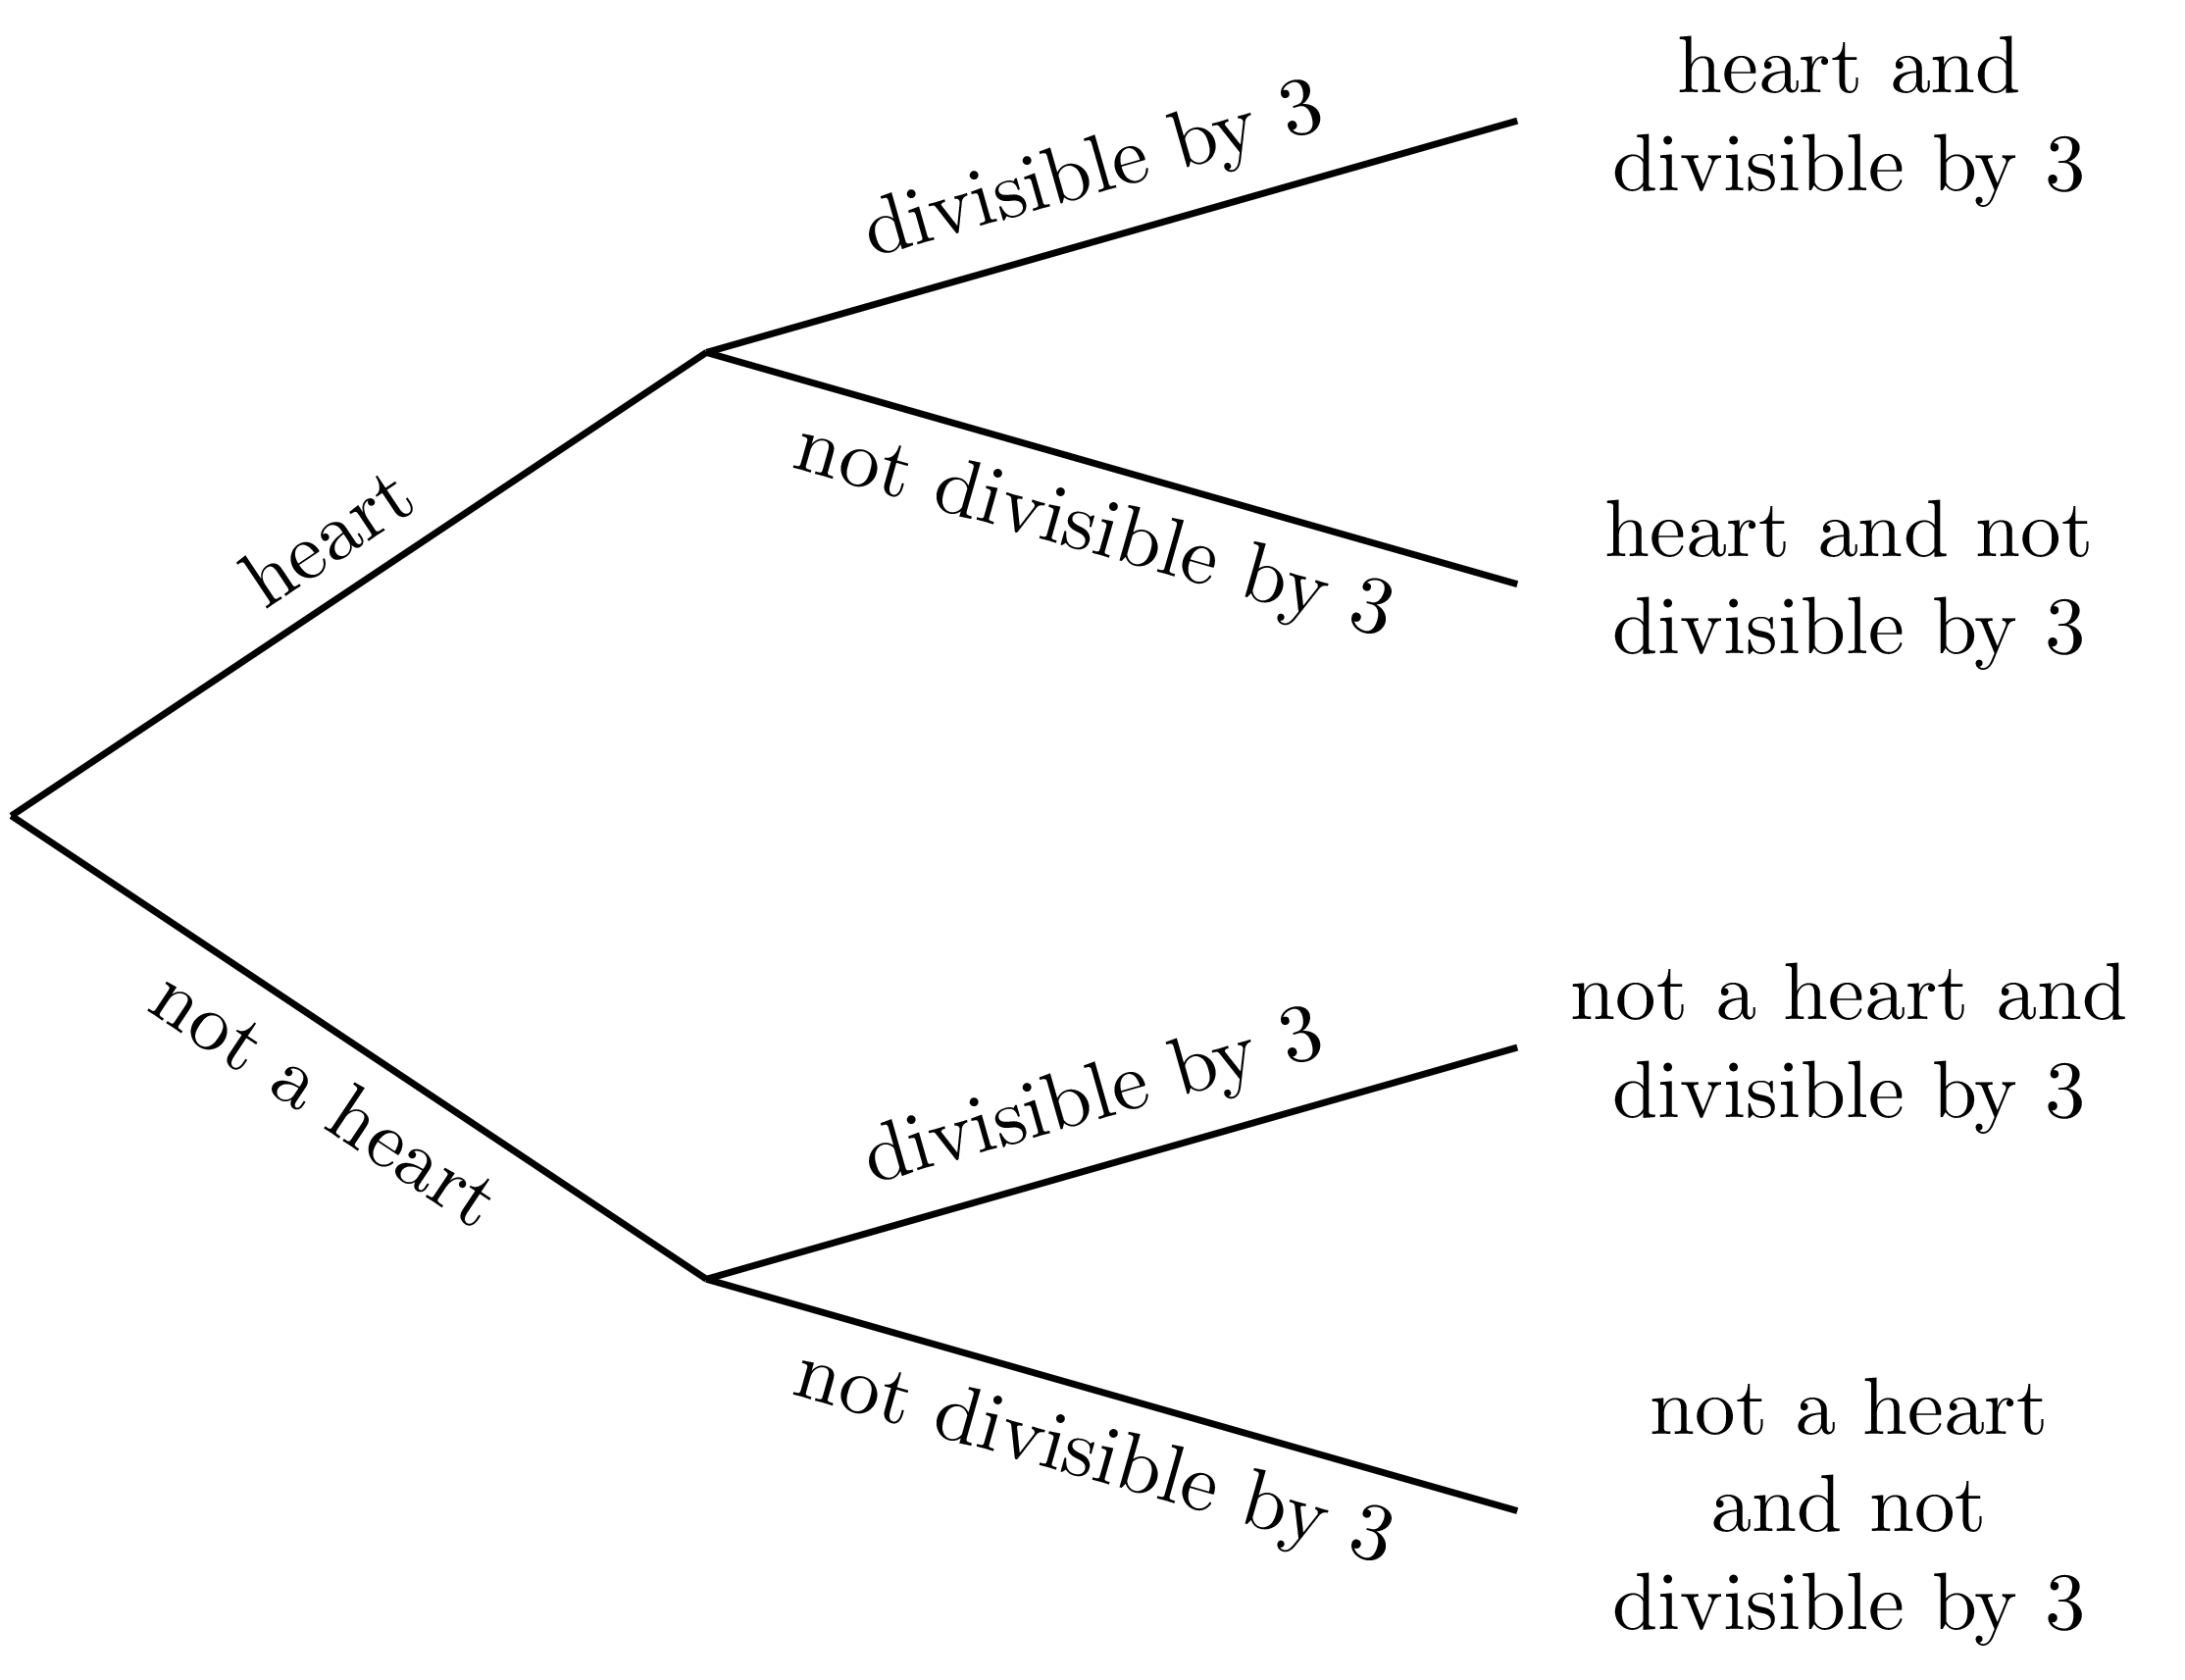 heart and
divisible by 3
divisible by 3
not divisible by 3
heart
heart and not
divisible by 3
not a heart and
divisible by 3
divisible by 3
not a heart
not divisible by 3
not a heart
and not
divisible by 3